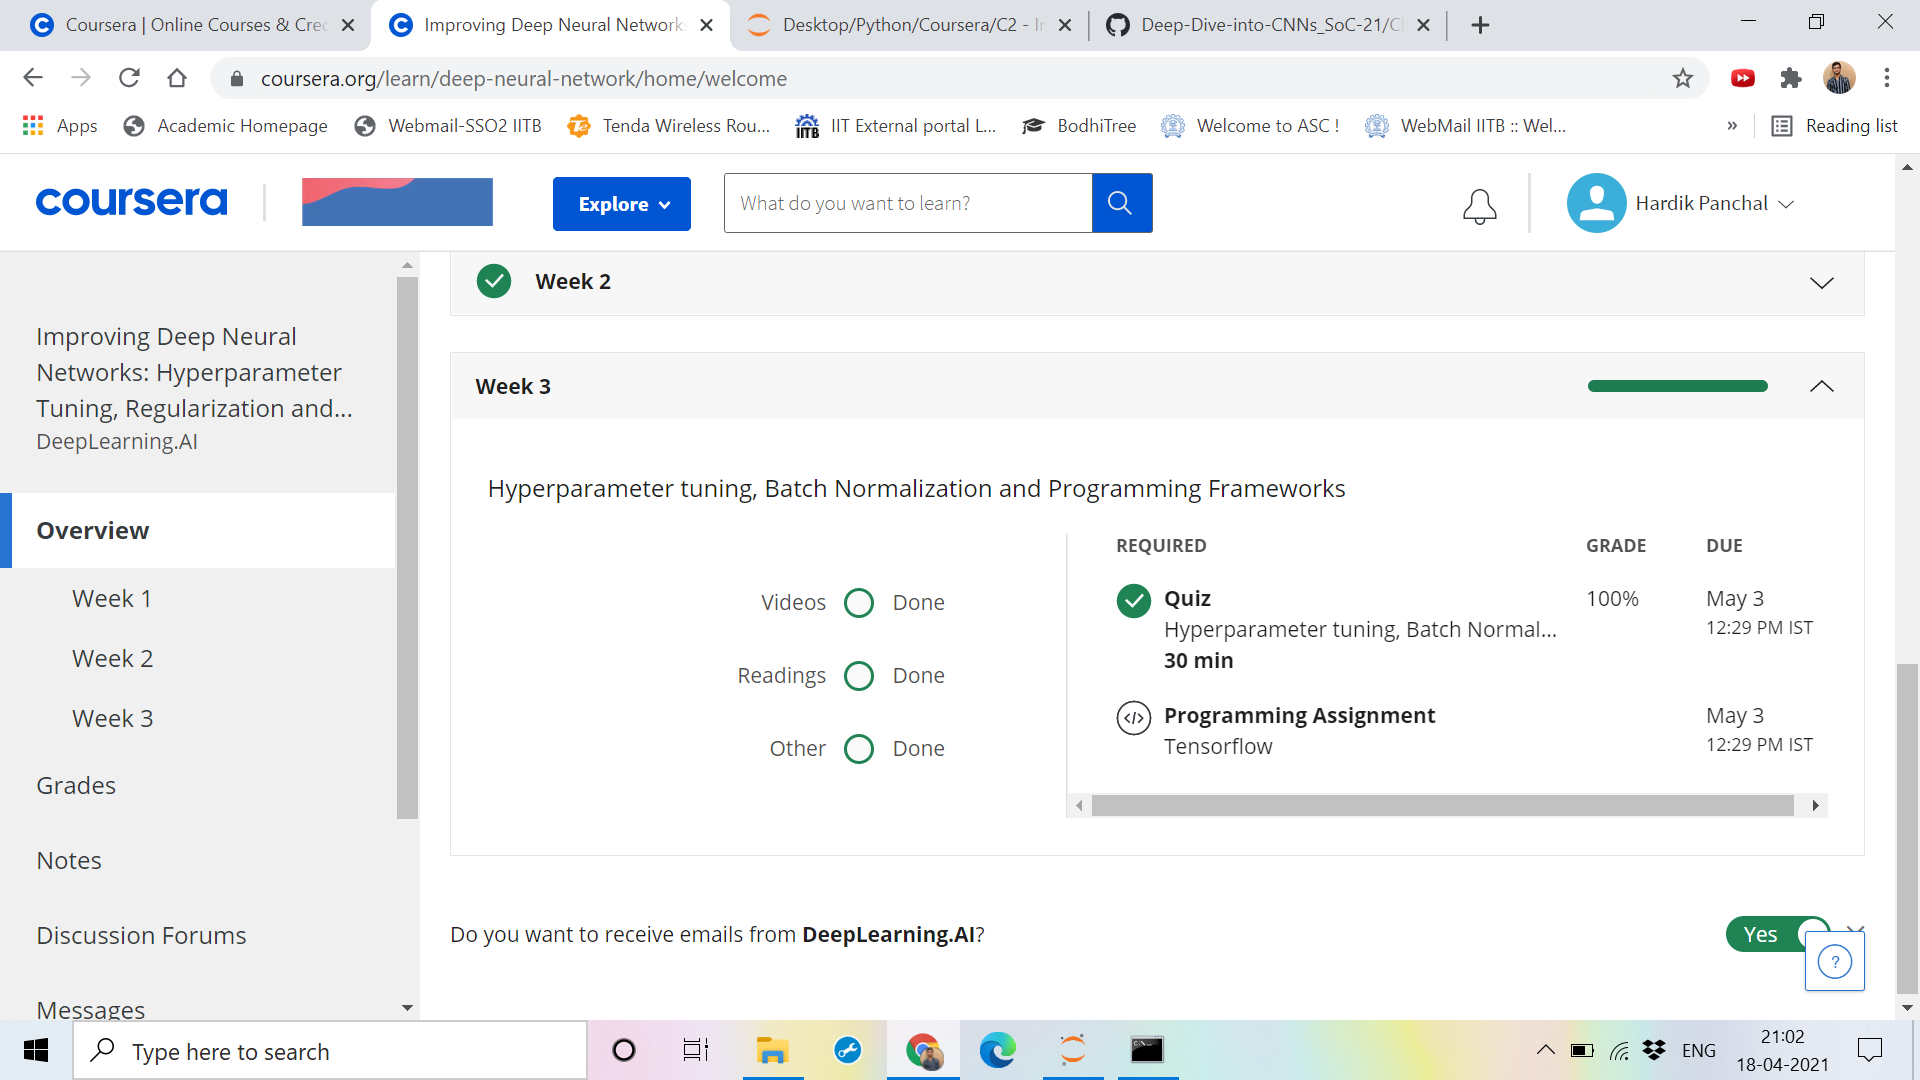 Coursera | Online Courses & Cred
Improving Deep Neural Networks
Desktop/Python/Coursera/C2 - In
Deep-Dive-into-CNNs_SoC-21/Cl
coursera.org/learn/deep-neural-network/home/welcome
Apps
Academic Homepage
Webmail-SSO2 IITB
Tenda Wireless Rou...
IIT External portal L...
BodhiTree
Welcome to ASC !
WebMail IITB :: Wel...
»
Reading list
coursera
Explore
What do you want to learn?
Hardik Panchal
Improving Deep Neural
Networks: Hyperparameter
Tuning, Regularization and...
DeepLearning.AI
Overview
Week 1
Week 2
Week 3
Grades
Notes
Discussion Forums
Messages
Week 2
Week 3
Hyperparameter tuning, Batch Normalization and Programming Frameworks
Videos Done
Readings Done
Other Done
REQUIRED GRADE DUE
Quiz 100% May 3
Hyperparameter tuning, Batch Normal... 12:29 PM IST
30 min
Programming Assignment May 3
Tensorflow 12:29 PM IST
Do you want to receive emails from DeepLearning.AI?
Yes
?
Type here to search
ENG
21:02
18-04-2021